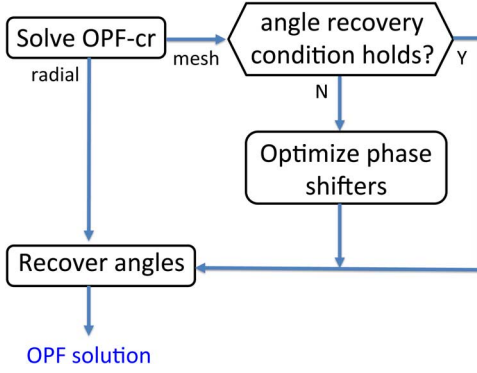 Solve OPF-cr
angle recovery
condition holds?
radial
mesh
Y
N
Optimize phase
shifters
Recover angles
OPF solution